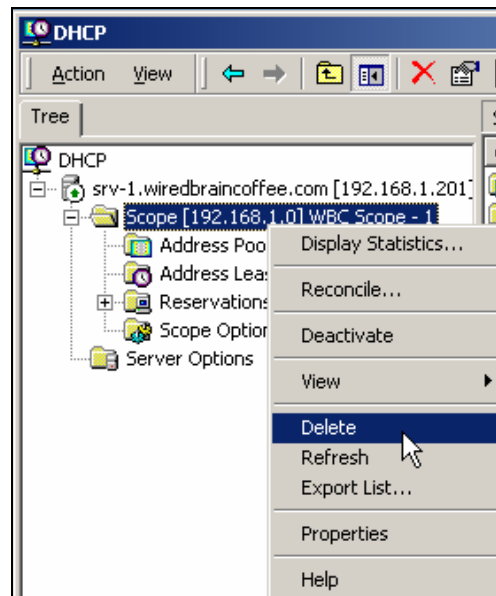 DHCP
Action View
Tree
DHCP
srv-1.wiredbraincoffee.com [192.168.1.201]
Scope [192.168.1.0] WBC Scope - 1
Address Poo
Address Lea
Reservations
Scope Option
Server Options
Display Statistics...
Reconcile...
Deactivate
View
Delete
Refresh
Export List...
Properties
Help